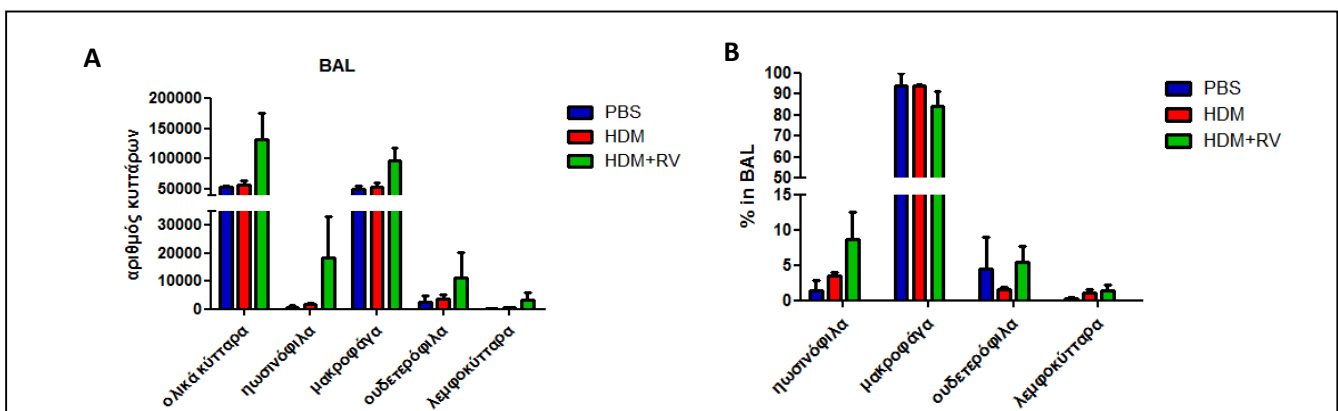 A
BAL
αριθμός κυττάρων
200000
150000
100000
50000
30000
20000
10000
0
ολικά κύτταρα
ηωσινόφιλα
μακροφάγα
ουδετερόφιλα
λεμφοκύτταρα
PBS
HDM
HDM+RV
B
% in BAL
100
90
80
70
60
50
15
10
5
0
ηωσινόφιλα
μακροφάγα
ουδετερόφιλα
λεμφοκύτταρα
PBS
HDM
HDM+RV